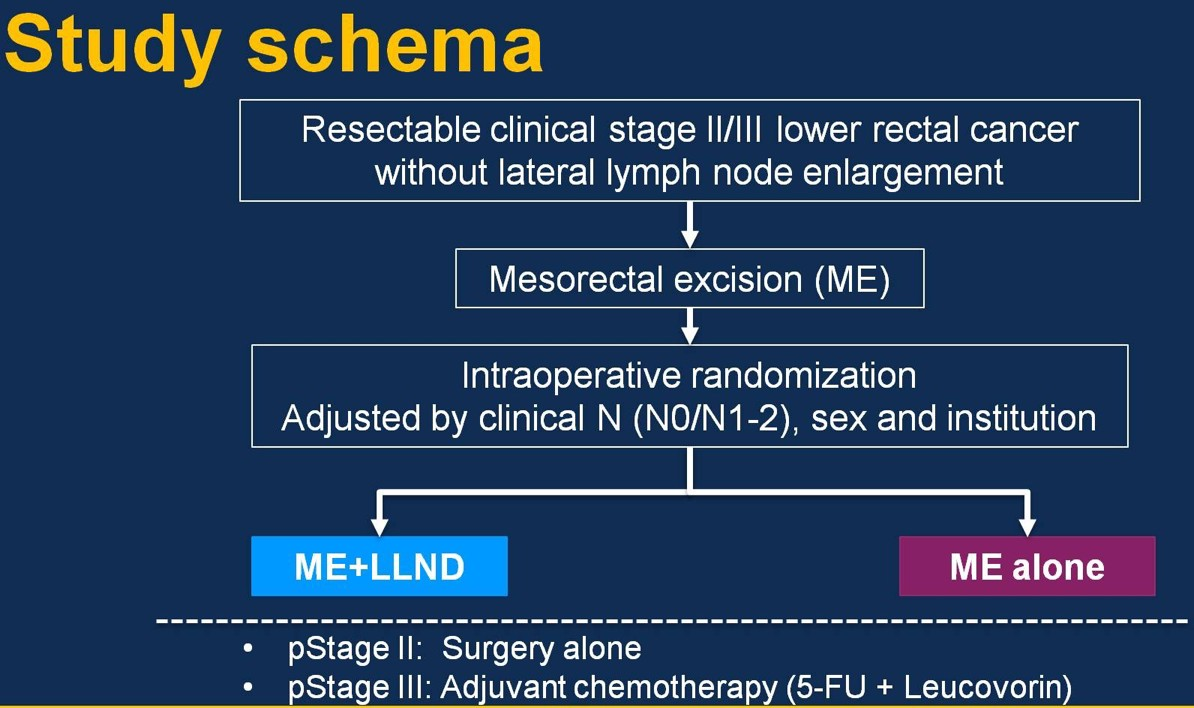 Study schema
Resectable clinical stage II/III lower rectal cancer
without lateral lymph node enlargement
Mesorectal excision (ME)
Intraoperative randomization
Adjusted by clinical N (N0/N1-2), sex and institution
ME+LLND
ME alone
• pStage II: Surgery alone
• pStage III: Adjuvant chemotherapy (5-FU + Leucovorin)